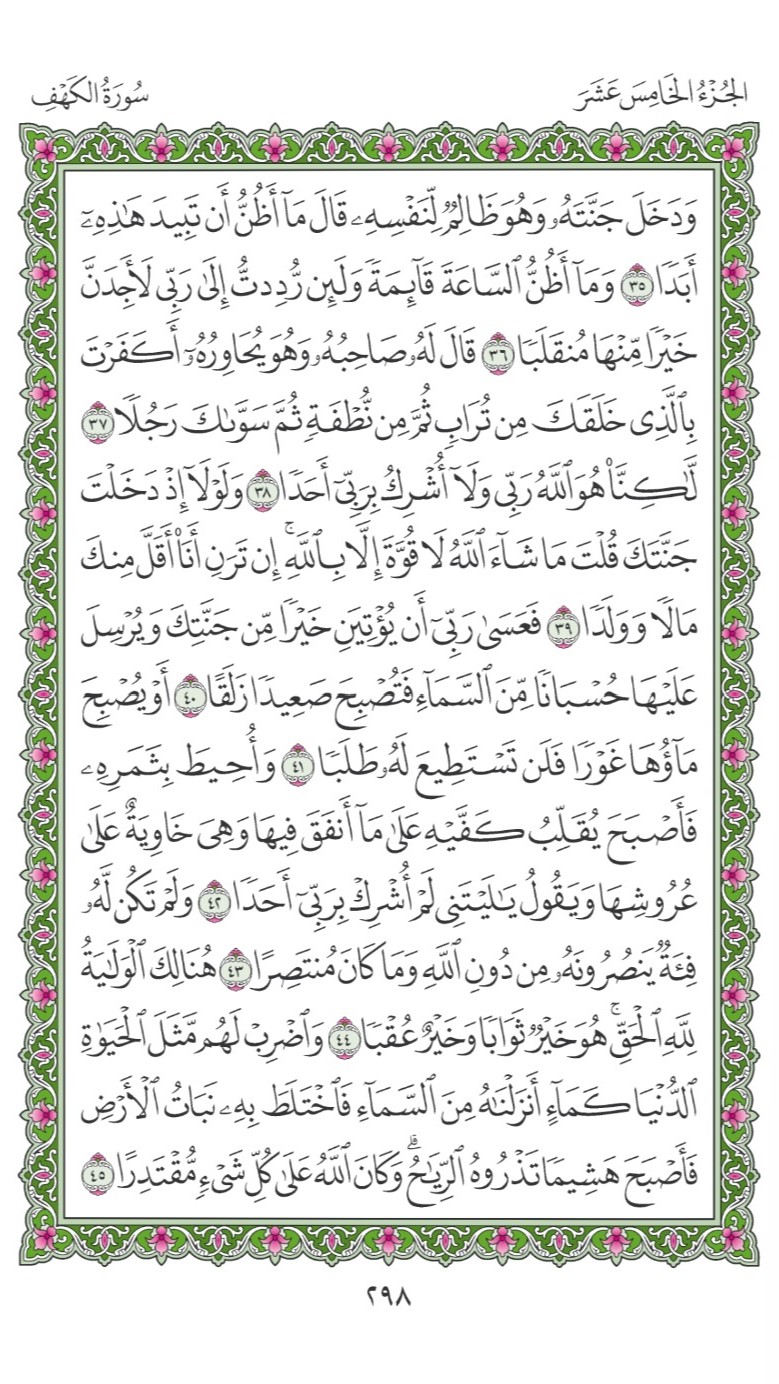 الجُزْءُ الخَامِسَ عَشَرَ
سُورَةُ الكَهْفِ
وَدَخَلَ جَنَّتَهُۥ وَهُوَ ظَالِمٌ لِّنَفْسِهِۦ قَالَ مَآ أَظُنُّ أَن تَبِيدَ هَٰذِهِۦٓ
أَبَدًا ٣٥ وَمَآ أَظُنُّ ٱلسَّاعَةَ قَآئِمَةً وَلَئِن رُّدِدتُّ إِلَىٰ رَبِّى لَأَجِدَنَّ
خَيْرًا مِّنْهَا مُنقَلَبًا ٣٦ قَالَ لَهُۥ صَاحِبُهُۥ وَهُوَ يُحَاوِرُهُۥٓ أَكَفَرْتَ
بِٱلَّذِى خَلَقَكَ مِن تُرَابٍ ثُمَّ مِن نُّطْفَةٍ ثُمَّ سَوَّىٰكَ رَجُلًا ٣٧
لَّٰكِنَّا۠ هُوَ ٱللَّهُ رَبِّى وَلَآ أُشْرِكُ بِرَبِّىٓ أَحَدًا ٣٨ وَلَوْلَآ إِذْ دَخَلْتَ
جَنَّتَكَ قُلْتَ مَا شَآءَ ٱللَّهُ لَا قُوَّةَ إِلَّا بِٱللَّهِ ۚ إِن تَرَنِ أَنَا۠ أَقَلَّ مِنكَ
مَالًا وَوَلَدًا ٣٩ فَعَسَىٰ رَبِّىٓ أَن يُؤْتِيَنِ خَيْرًا مِّن جَنَّتِكَ وَيُرْسِلَ
عَلَيْهَا حُسْبَانًا مِّنَ ٱلسَّمَآءِ فَتُصْبِحَ صَعِيدًا زَلَقًا ٤٠ أَوْ يُصْبِحَ
مَآؤُهَا غَوْرًا فَلَن تَسْتَطِيعَ لَهُۥ طَلَبًا ٤١ وَأُحِيطَ بِثَمَرِهِۦ
فَأَصْبَحَ يُقَلِّبُ كَفَّيْهِ عَلَىٰ مَآ أَنفَقَ فِيهَا وَهِىَ خَاوِيَةٌ عَلَىٰ
عُرُوشِهَا وَيَقُولُ يَٰلَيْتَنِى لَمْ أُشْرِكْ بِرَبِّىٓ أَحَدًا ٤٢ وَلَمْ تَكُن لَّهُۥ
فِئَةٌ يَنصُرُونَهُۥ مِن دُونِ ٱللَّهِ وَمَا كَانَ مُنتَصِرًا ٤٣ هُنَالِكَ ٱلْوَلَٰيَةُ
لِلَّهِ ٱلْحَقِّ ۚ هُوَ خَيْرٌ ثَوَابًا وَخَيْرٌ عُقْبًا ٤٤ وَٱضْرِبْ لَهُم مَّثَلَ ٱلْحَيَوٰةِ
ٱلدُّنْيَا كَمَآءٍ أَنزَلْنَٰهُ مِنَ ٱلسَّمَآءِ فَٱخْتَلَطَ بِهِۦ نَبَاتُ ٱلْأَرْضِ
فَأَصْبَحَ هَشِيمًا تَذْرُوهُ ٱلرِّيَٰحُ ۗ وَكَانَ ٱللَّهُ عَلَىٰ كُلِّ شَىْءٍ مُّقْتَدِرًا ٤٥
٢٩٨